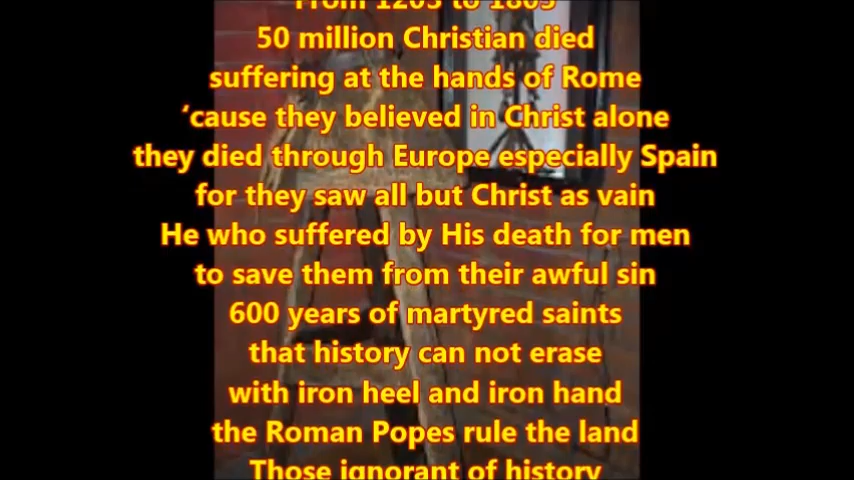 From 1203 to 1803
50 million Christian died
suffering at the hands of Rome
‘cause they believed in Christ alone
they died through Europe especially Spain
for they saw all but Christ as vain
He who suffered by His death for men
to save them from their awful sin
600 years of martyred saints
that history can not erase
with iron heel and iron hand
the Roman Popes rule the land
Those ignorant of history